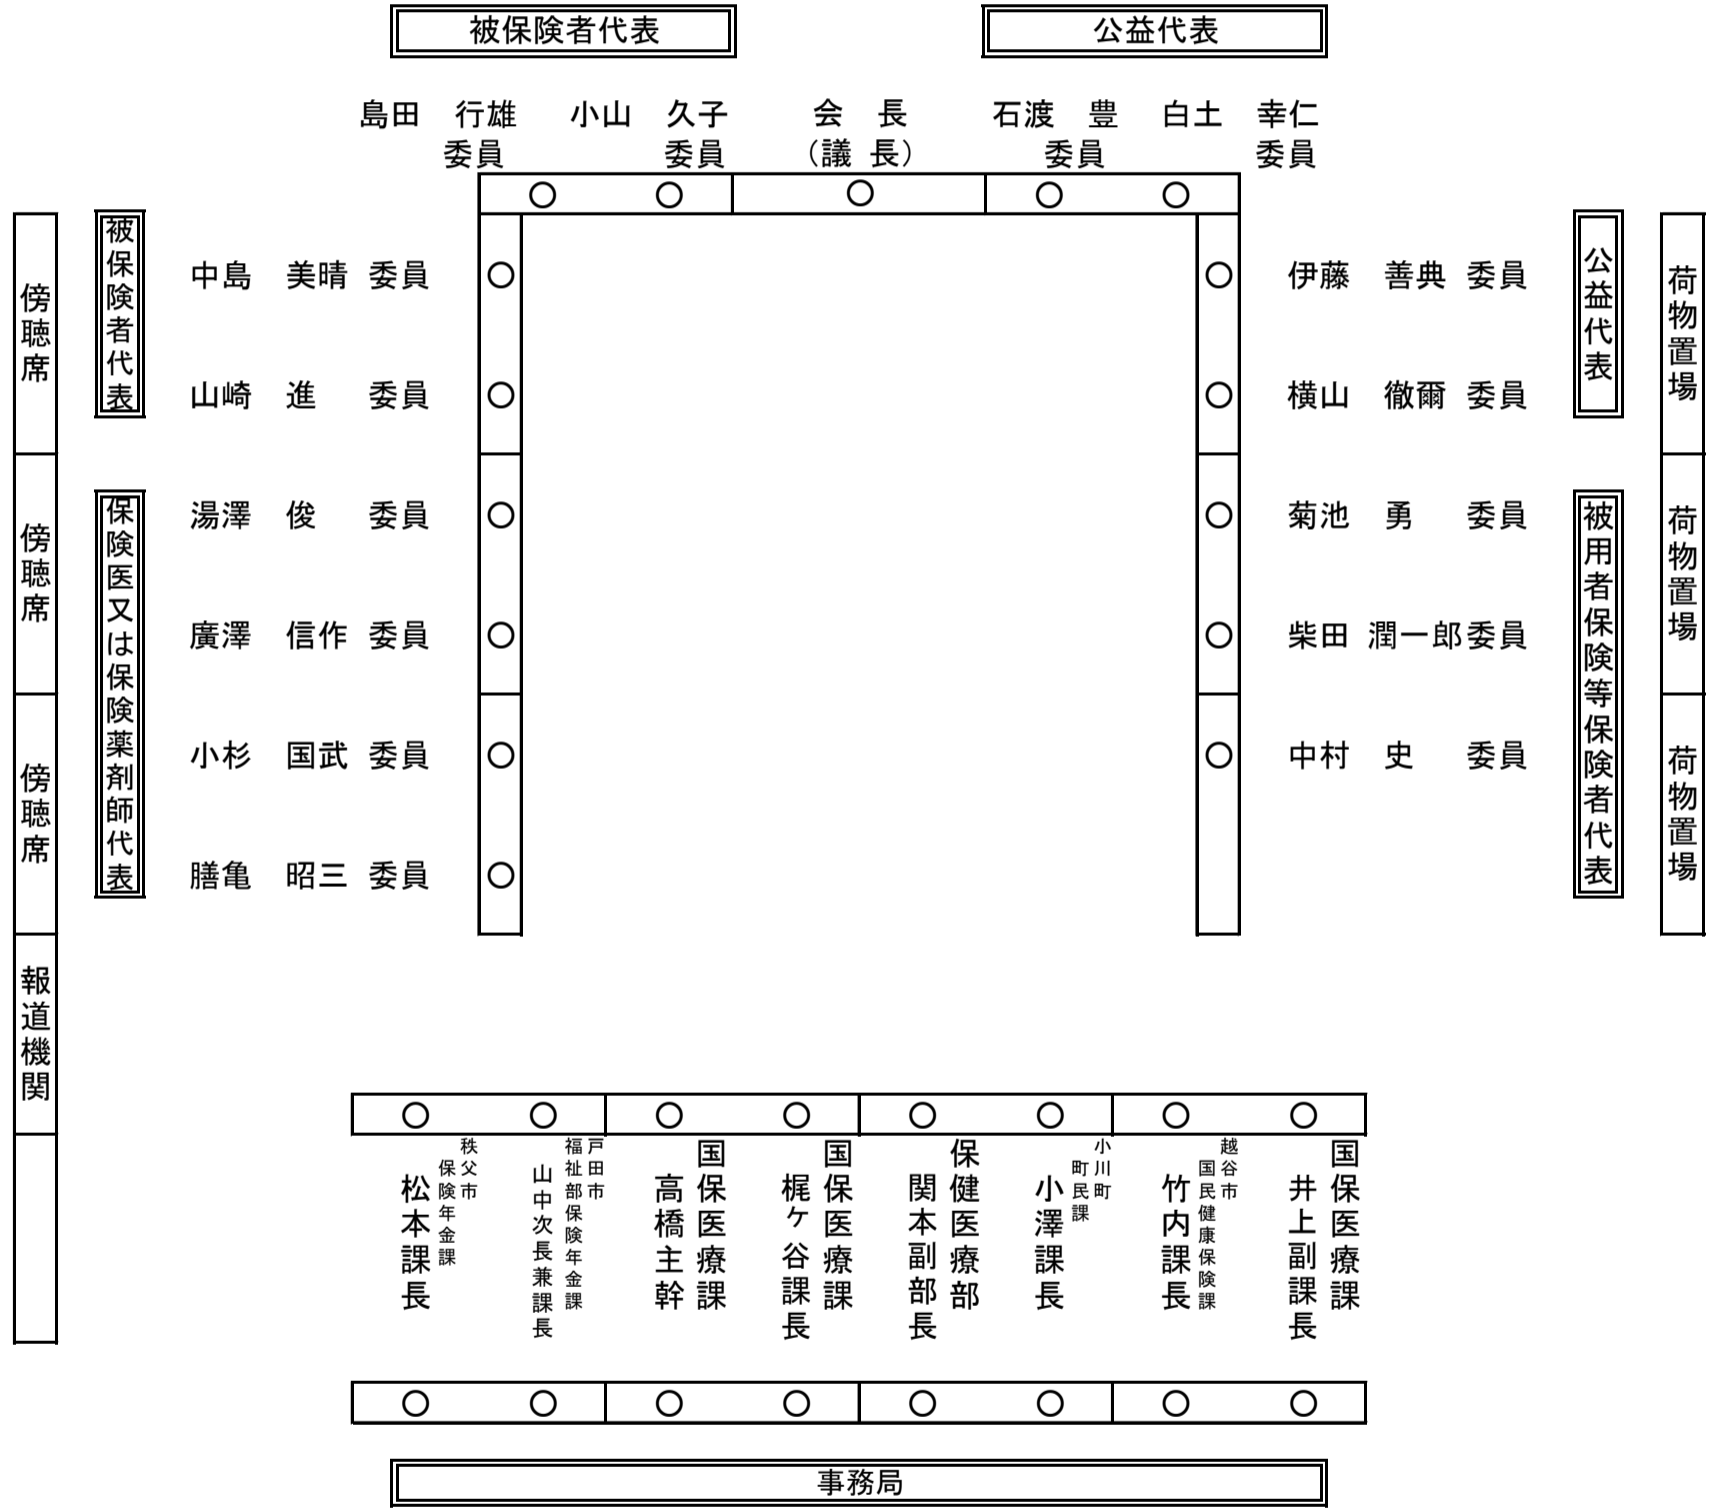 被保険者代表
公益代表
島田 行雄 委員
小山 久子 委員
会 長
（議 長）
石渡 豊 委員
白土 幸仁 委員
傍聴席
傍聴席
傍聴席
報道機関
被保険者代表
中島 美晴 委員
山崎 進 委員
保険医又は保険薬剤師代表
湯澤 俊 委員
廣澤 信作 委員
小杉 国武 委員
膳亀 昭三 委員
伊藤 善典 委員
横山 徹爾 委員
公益代表
菊池 勇 委員
柴田 潤一郎 委員
中村 史 委員
被用者保険等保険者代表
荷物置場
荷物置場
荷物置場
秩父市
保険年金課
松本課長
戸田市
福祉部保険年金課
山中次長兼課長
国保医療課
高橋主幹
国保医療課
梶ケ谷課長
保健医療部
関本副部長
小川町
町民課
小澤課長
越谷市
国民健康保険課
竹内課長
国保医療課
井上副課長
事務局